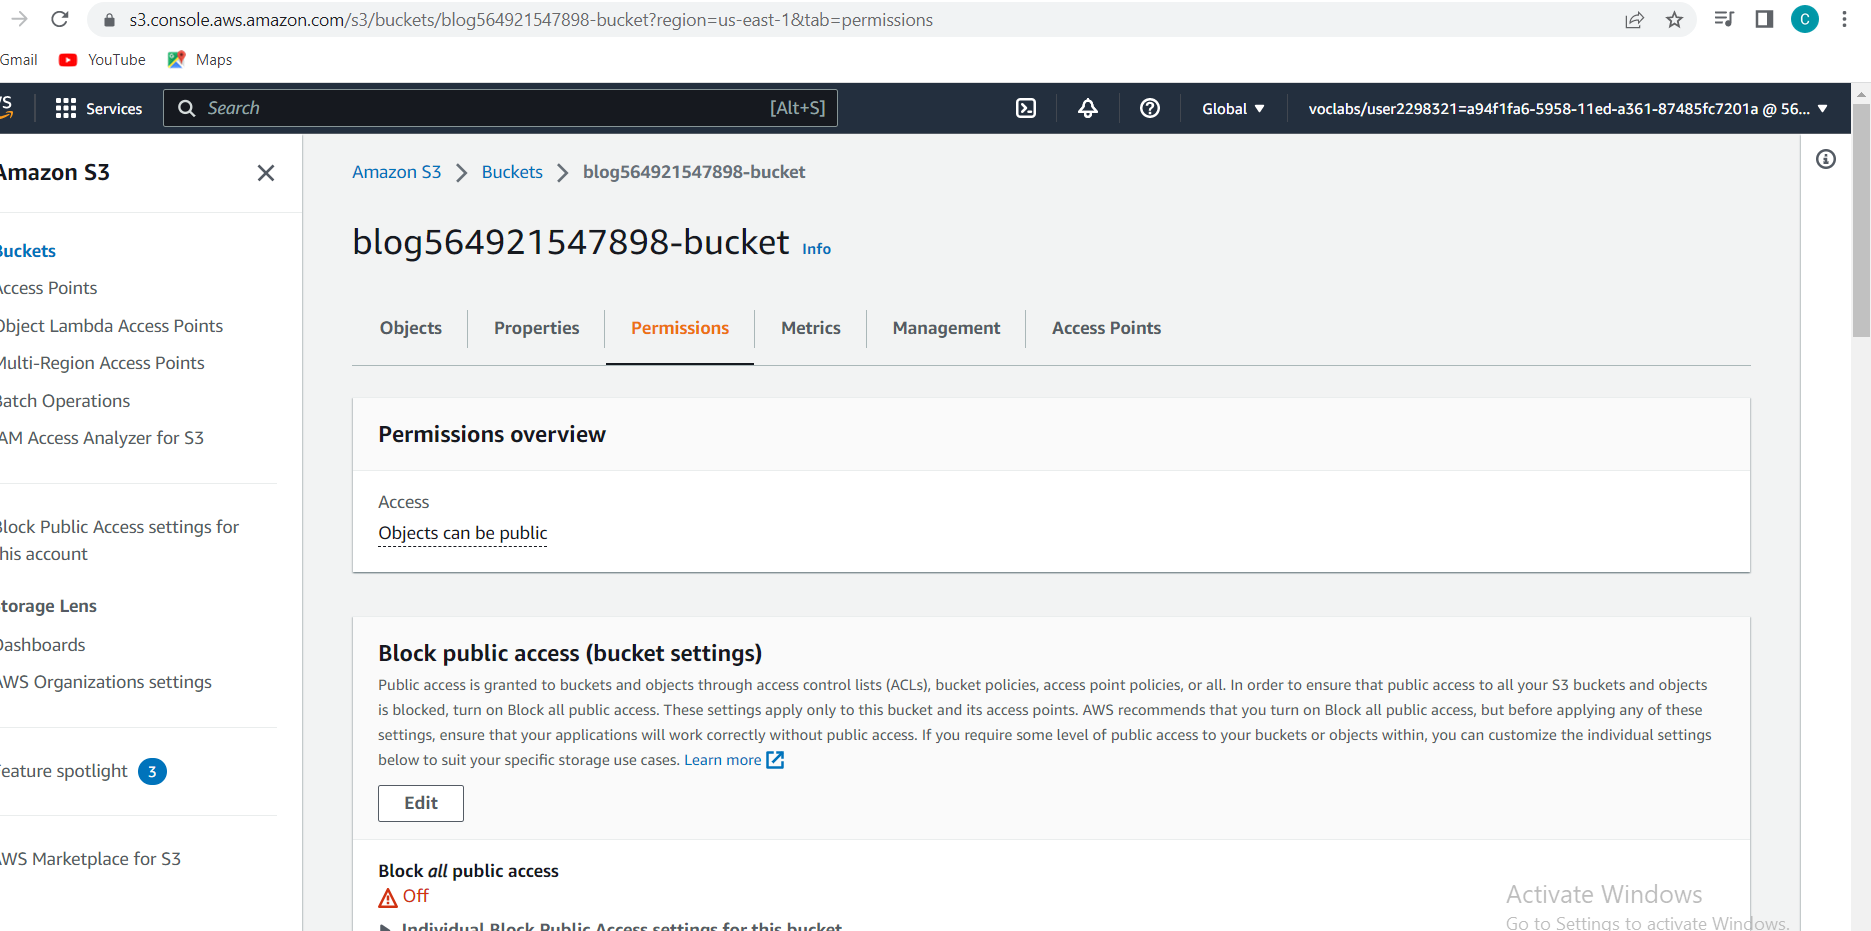 s3.console.aws.amazon.com/s3/buckets/blog564921547898-bucket?region=us-east-1&tab=permissions
C
Gmail YouTube Maps
Services Search [Alt+S] Global voclabs/user2298321=a94f1fa6-5958-11ed-a361-87485fc7201a @ 56...
Amazon S3
Buckets
Access Points
Object Lambda Access Points
Multi-Region Access Points
Batch Operations
IAM Access Analyzer for S3
Block Public Access settings for
this account
Storage Lens
Dashboards
AWS Organizations settings
Feature spotlight 3
AWS Marketplace for S3
Amazon S3 Buckets blog564921547898-bucket
blog564921547898-bucket Info
Objects Properties Permissions Metrics Management Access Points
Permissions overview
Access
Objects can be public
Block public access (bucket settings)
Public access is granted to buckets and objects through access control lists (ACLs), bucket policies, access point policies, or all. In order to ensure that public access to all your S3 buckets and objects
is blocked, turn on Block all public access. These settings apply only to this bucket and its access points. AWS recommends that you turn on Block all public access, but before applying any of these
settings, ensure that your applications will work correctly without public access. If you require some level of public access to your buckets or objects within, you can customize the individual settings
below to suit your specific storage use cases. Learn more
Edit
Block all public access
Off
Individual Block Public Access settings for this bucket
Activate Windows
Go to Settings to activate Windows.